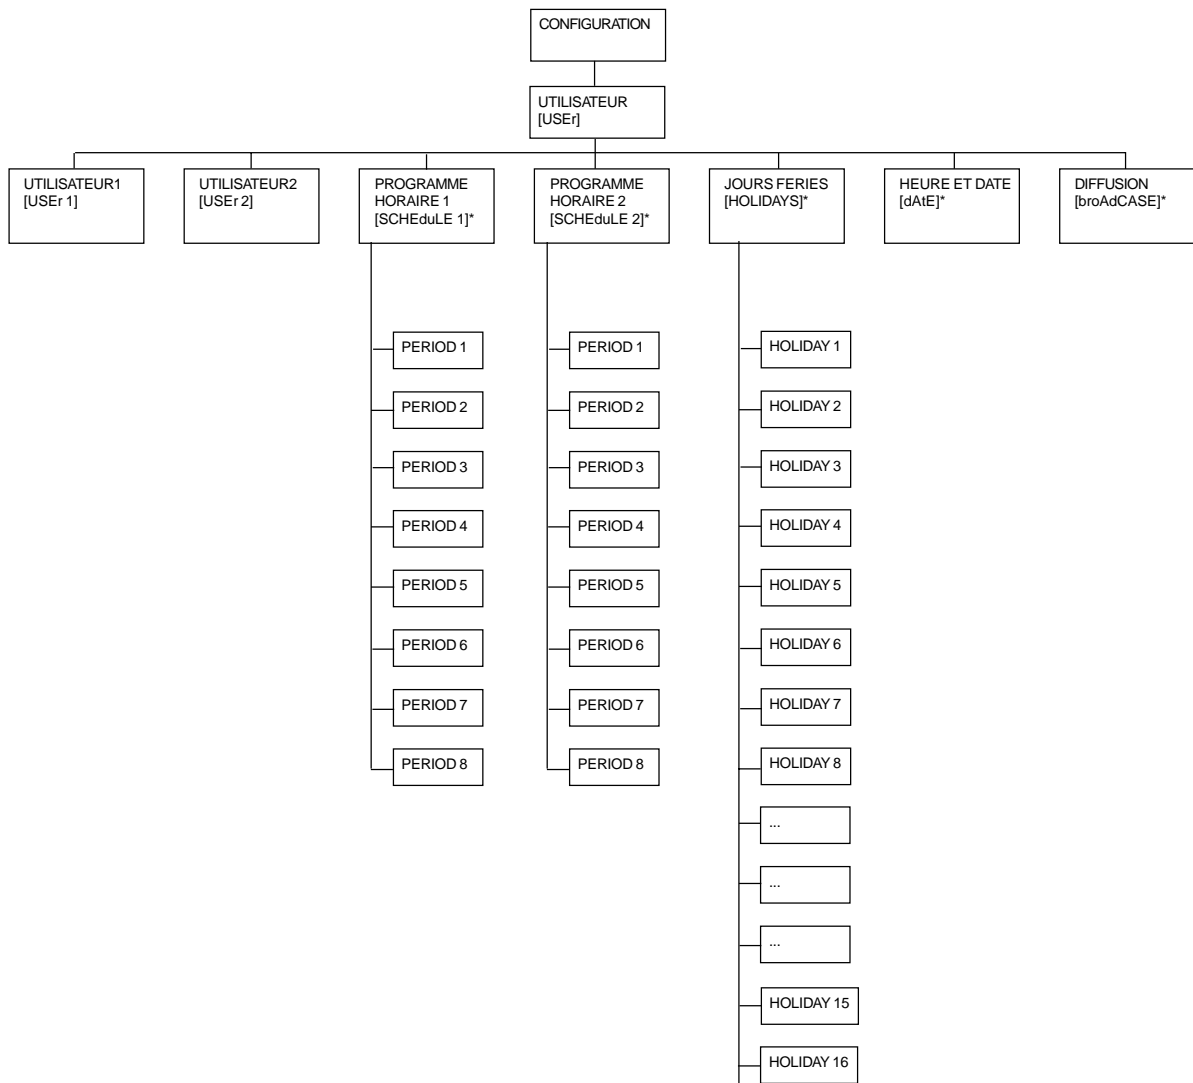 CONFIGURATION
UTILISATEUR
[USEr]
UTILISATEUR1
[USEr 1]
UTILISATEUR2
[USEr 2]
PROGRAMME
HORAIRE 1
[SCHEduLE 1]*
PROGRAMME
HORAIRE 2
[SCHEduLE 2]*
JOURS FERIES
[HOLIDAYS]*
HEURE ET DATE
[dAtE]*
DIFFUSION
[broAdCASE]*
PERIOD 1
PERIOD 2
PERIOD 3
PERIOD 4
PERIOD 5
PERIOD 6
PERIOD 7
PERIOD 8
PERIOD 1
PERIOD 2
PERIOD 3
PERIOD 4
PERIOD 5
PERIOD 6
PERIOD 7
PERIOD 8
HOLIDAY 1
HOLIDAY 2
HOLIDAY 3
HOLIDAY 4
HOLIDAY 5
HOLIDAY 6
HOLIDAY 7
HOLIDAY 8
...
...
...
HOLIDAY 15
HOLIDAY 16